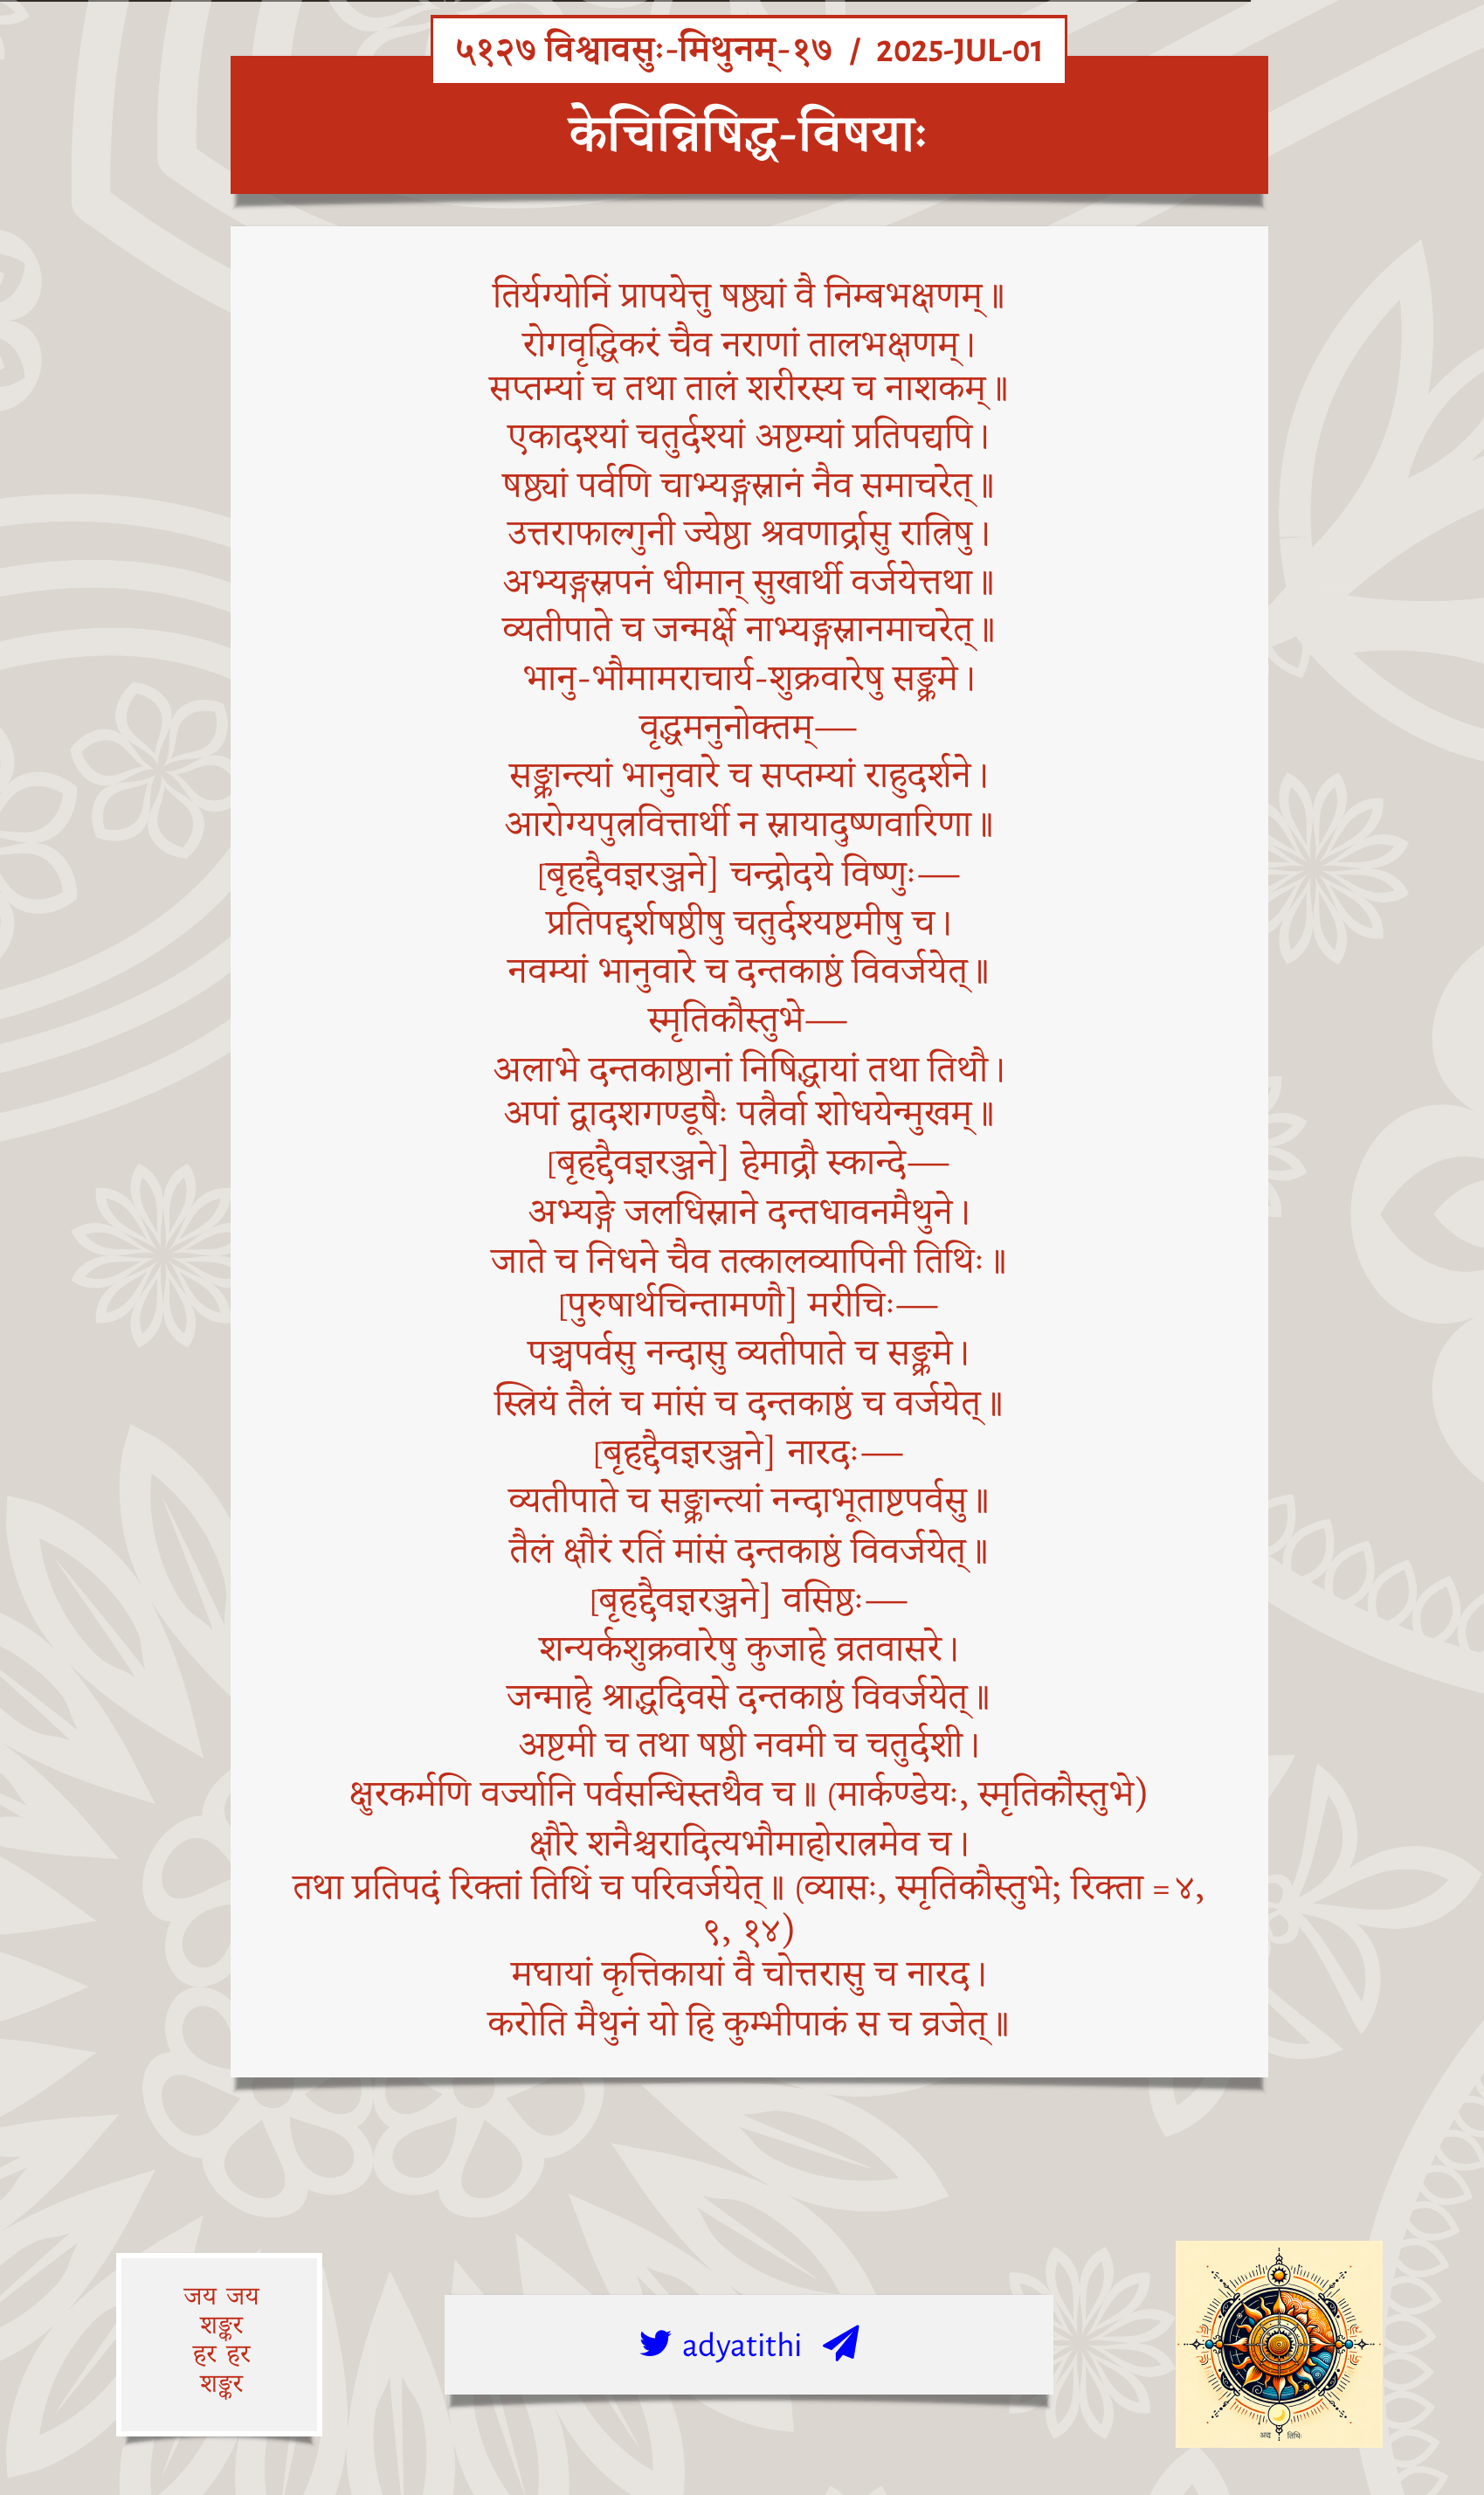 ५१२७ विश्वावसुः-मिथुनम्-१७ / 2025-JUL-01
केचिन्निषिद्ध-विषयाः
तिर्यग्योनिं प्रापयेत्तु षष्ठ्यां वै निम्बभक्षणम्॥
रोगवृद्धिकरं चैव नराणां तालभक्षणम्।
सप्तम्यां च तथा तालं शरीरस्य च नाशकम्॥
एकादश्यां चतुर्दश्यां अष्टम्यां प्रतिपद्यपि।
षष्ठ्यां पर्वणि चाभ्यङ्गस्नानं नैव समाचरेत्॥
उत्तराफाल्गुनी ज्येष्ठा श्रवणार्द्रासु रात्रिषु।
अभ्यङ्गस्नपनं धीमान् सुखार्थी वर्जयेत्तथा॥
व्यतीपाते च जन्मर्क्षे नाभ्यङ्गस्नानमाचरेत्॥
भानु-भौमामराचार्य-शुक्रवारेषु सङ्क्रमे।
वृद्धमनुनोक्तम्—
सङ्क्रान्त्यां भानुवारे च सप्तम्यां राहुदर्शने।
आरोग्यपुत्रवित्तार्थी न स्नायादुष्णवारिणा॥
[बृहद्दैवज्ञरञ्जने] चन्द्रोदये विष्णुः—
प्रतिपद्दर्शषष्ठीषु चतुर्दश्यष्टमीषु च।
नवम्यां भानुवारे च दन्तकाष्ठं विवर्जयेत्॥
स्मृतिकौस्तुभे—
अलाभे दन्तकाष्ठानां निषिद्धायां तथा तिथौ।
अपां द्वादशगण्डूषैः पत्रैर्वा शोधयेन्मुखम्॥
[बृहद्दैवज्ञरञ्जने] हेमाद्रौ स्कान्दे—
अभ्यङ्गे जलधिस्नाने दन्तधावनमैथुने।
जाते च निधने चैव तत्कालव्यापिनी तिथिः॥
[पुरुषार्थचिन्तामणौ] मरीचिः—
पञ्चपर्वसु नन्दासु व्यतीपाते च सङ्क्रमे।
स्त्रियं तैलं च मांसं च दन्तकाष्ठं च वर्जयेत्॥
[बृहद्दैवज्ञरञ्जने] नारदः—
व्यतीपाते च सङ्क्रान्त्यां नन्दाभूताष्टपर्वसु॥
तैलं क्षौरं रतिं मांसं दन्तकाष्ठं विवर्जयेत्॥
[बृहद्दैवज्ञरञ्जने] वसिष्ठः—
शन्यर्कशुक्रवारेषु कुजाहे व्रतवासरे।
जन्माहे श्राद्धदिवसे दन्तकाष्ठं विवर्जयेत्॥
अष्टमी च तथा षष्ठी नवमी च चतुर्दशी।
क्षुरकर्मणि वर्ज्यानि पर्वसन्धिस्तथैव च॥ (मार्कण्डेयः, स्मृतिकौस्तुभे)
क्षौरे शनैश्चरादित्यभौमाहोरात्रमेव च।
तथा प्रतिपदं रिक्तां तिथिं च परिवर्जयेत्॥ (व्यासः, स्मृतिकौस्तुभे; रिक्ता =४,
९, १४)
मघायां कृत्तिकायां वै चोत्तरासु च नारद।
करोति मैथुनं यो हि कुम्भीपाकं स च व्रजेत्॥
जय जय
शङ्कर
हर हर
शङ्कर
adyatithi
अद्य तिथिः